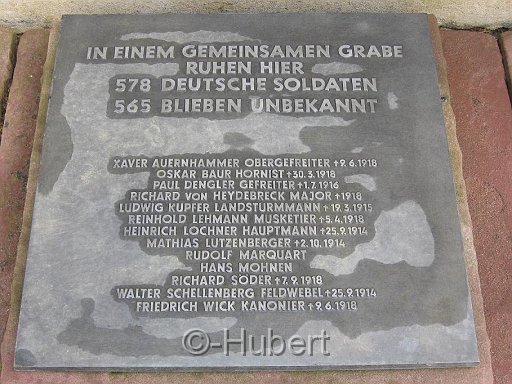 IN EINEM GEMEINSAMEN GRABE
RUHEN HIER
578 DEUTSCHE SOLDATEN
565 BLIEBEN UNBEKANNT
XAVER AUERNHAMMER OBERGEFREITER +9.6.1918
OSKAR BAUR HORNIST +30.3.1918
PAUL DENGLER GEFREITER +1.7.1916
RICHARD VON HEYDEBRECK MAJOR +1918
LUDWIG KUPFER LANDSTURMMANN +19.3.1915
REINHOLD LEHMANN MUSKETIER +5.4.1918
HEINRICH LOCHNER HAUPTMANN +25.9.1914
MATHIAS LUTZENBERGER +2.10.1914
RUDOLF MARQUART
HANS MOHNEN
RICHARD SODER +7.9.1918
WALTER SCHELLENBERG FELDWEBEL +25.9.1914
FRIEDRICH WICK KANONIER +9.6.1918
©-Hubert